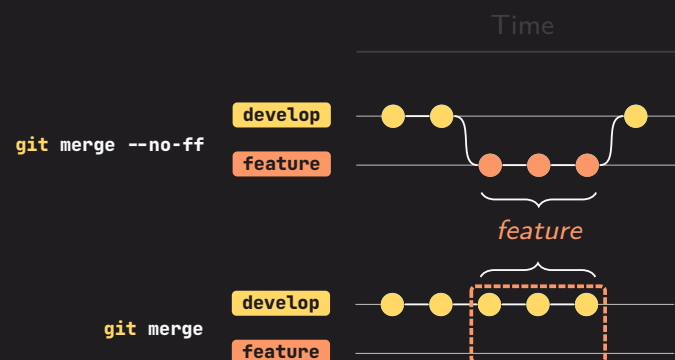 Time
develop
git merge --no-ff
feature
feature
develop
git merge
feature